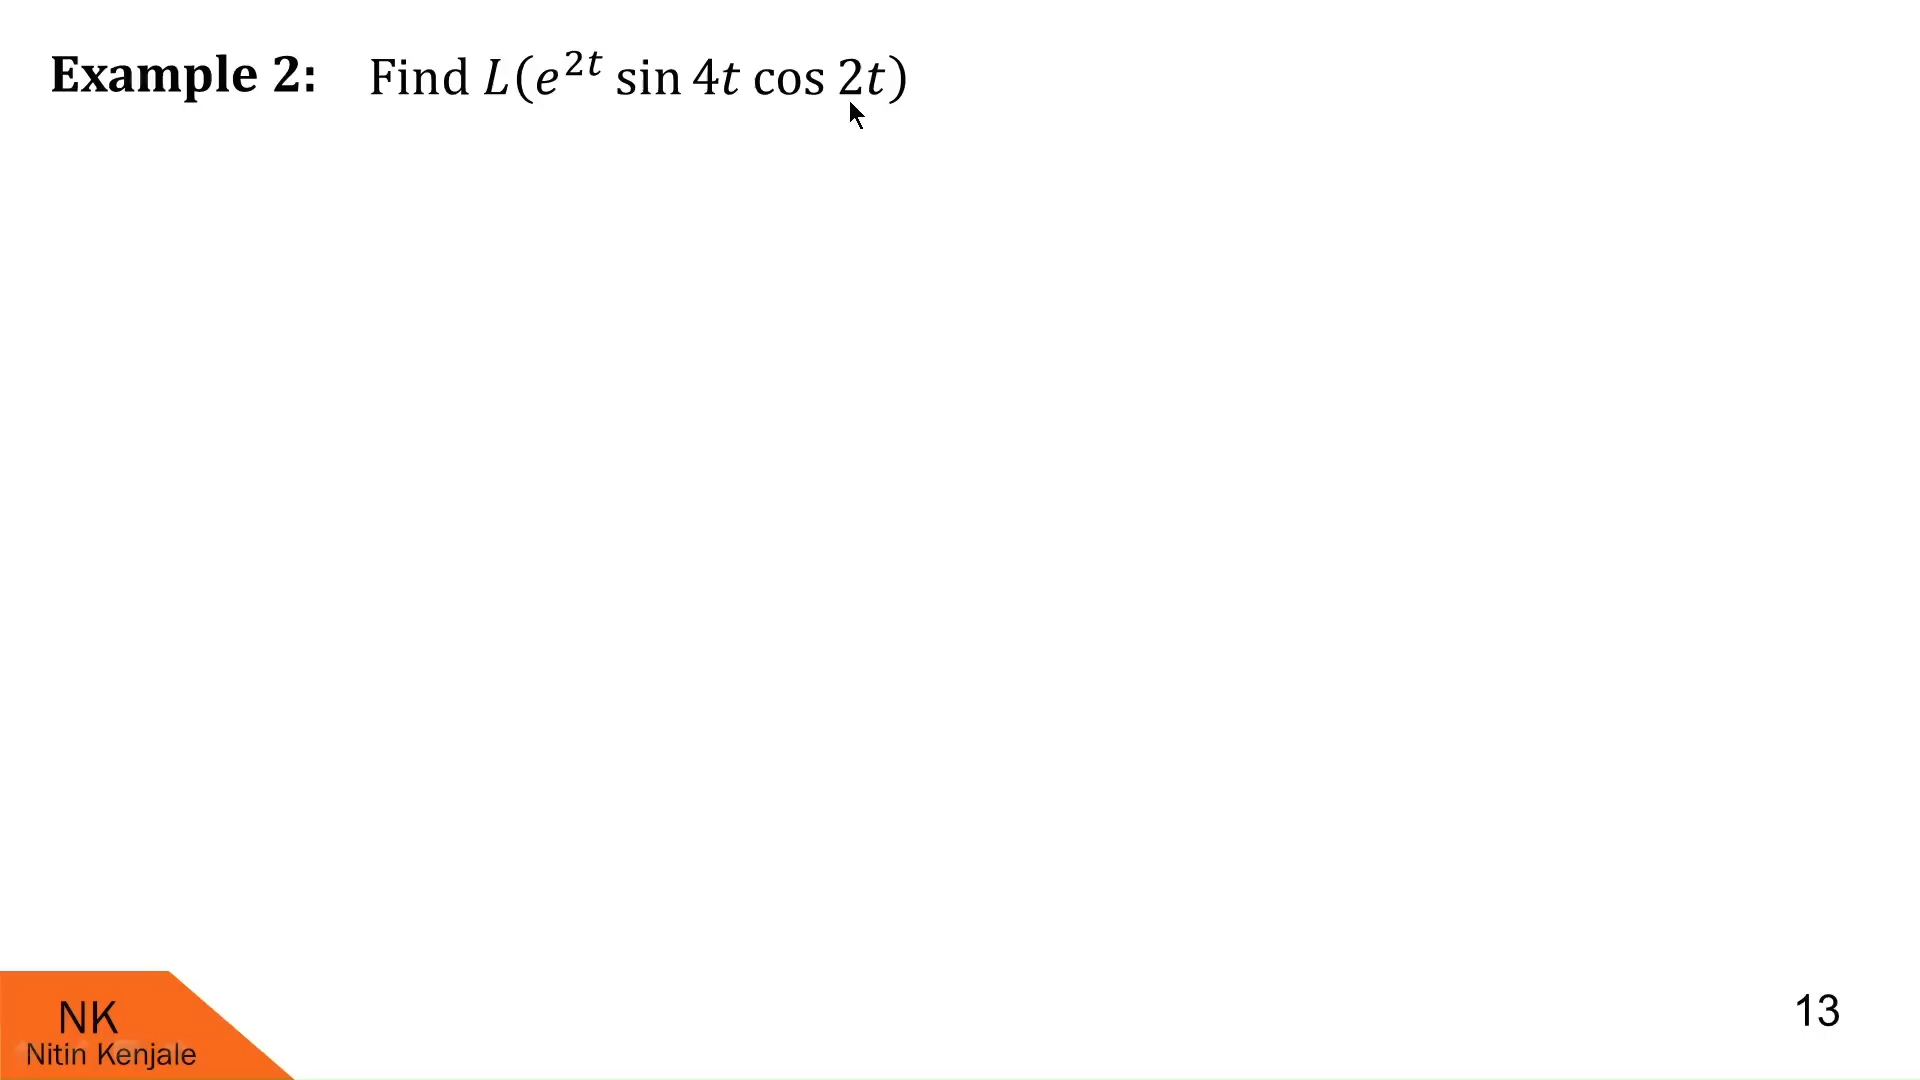 Example 2: Find L(e^{2t} sin 4t cos 2t)
NK
Nitin Kenjale
13